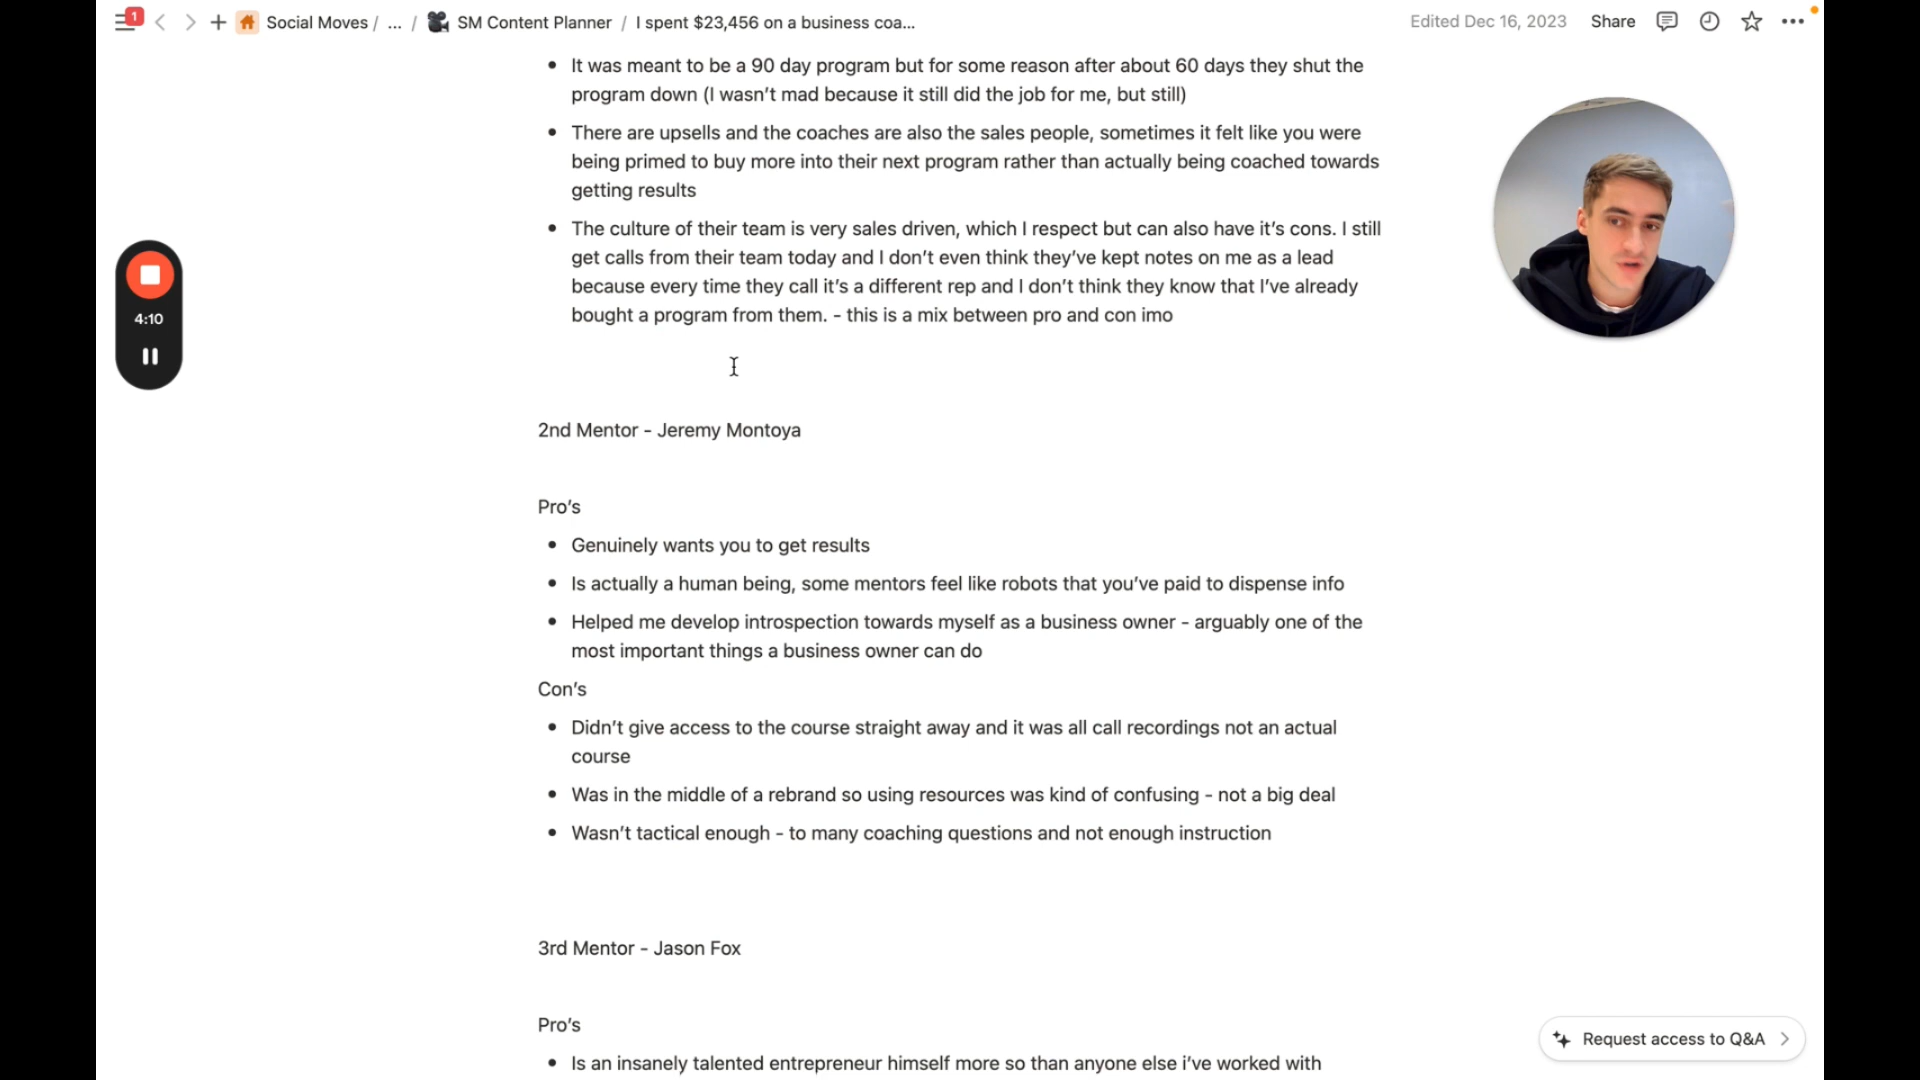 1
Social Moves / ... / SM Content Planner / I spent $23,456 on a business coa...
Edited Dec 16, 2023 Share
It was meant to be a 90 day program but for some reason after about 60 days they shut the
program down (I wasn’t mad because it still did the job for me, but still)
There are upsells and the coaches are also the sales people, sometimes it felt like you were
being primed to buy more into their next program rather than actually being coached towards
getting results
The culture of their team is very sales driven, which I respect but can also have it’s cons. I still
get calls from their team today and I don’t even think they’ve kept notes on me as a lead
because every time they call it’s a different rep and I don’t think they know that I’ve already
bought a program from them. - this is a mix between pro and con imo
4:10
2nd Mentor - Jeremy Montoya
Pro’s
Genuinely wants you to get results
Is actually a human being, some mentors feel like robots that you’ve paid to dispense info
Helped me develop introspection towards myself as a business owner - arguably one of the
most important things a business owner can do
Con’s
Didn’t give access to the course straight away and it was all call recordings not an actual
course
Was in the middle of a rebrand so using resources was kind of confusing - not a big deal
Wasn’t tactical enough - to many coaching questions and not enough instruction
3rd Mentor - Jason Fox
Pro’s
Is an insanely talented entrepreneur himself more so than anyone else i’ve worked with
Request access to Q&A